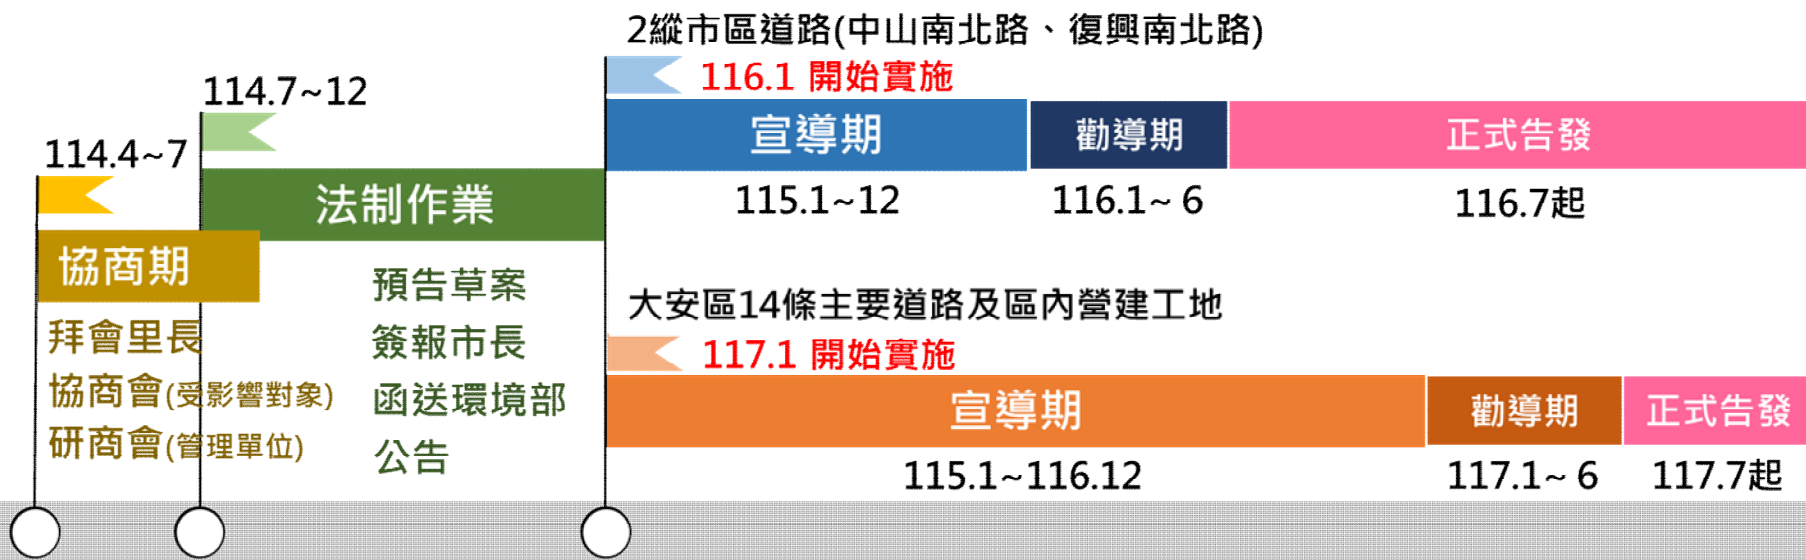 114.4~7
協商期
拜會里長
協商會(受影響對象)
研商會(管理單位)
114.7~12
法制作業
預告草案
簽報市長
函送環境部
公告
2縱市區道路(中山南北路、復興南北路)
116.1 開始實施
宣導期
勸導期
正式告發
115.1~12
116.1~ 6
116.7起
大安區14條主要道路及區內營建工地
117.1 開始實施
宣導期
勸導期
正式告發
115.1~116.12
117.1~ 6
117.7起